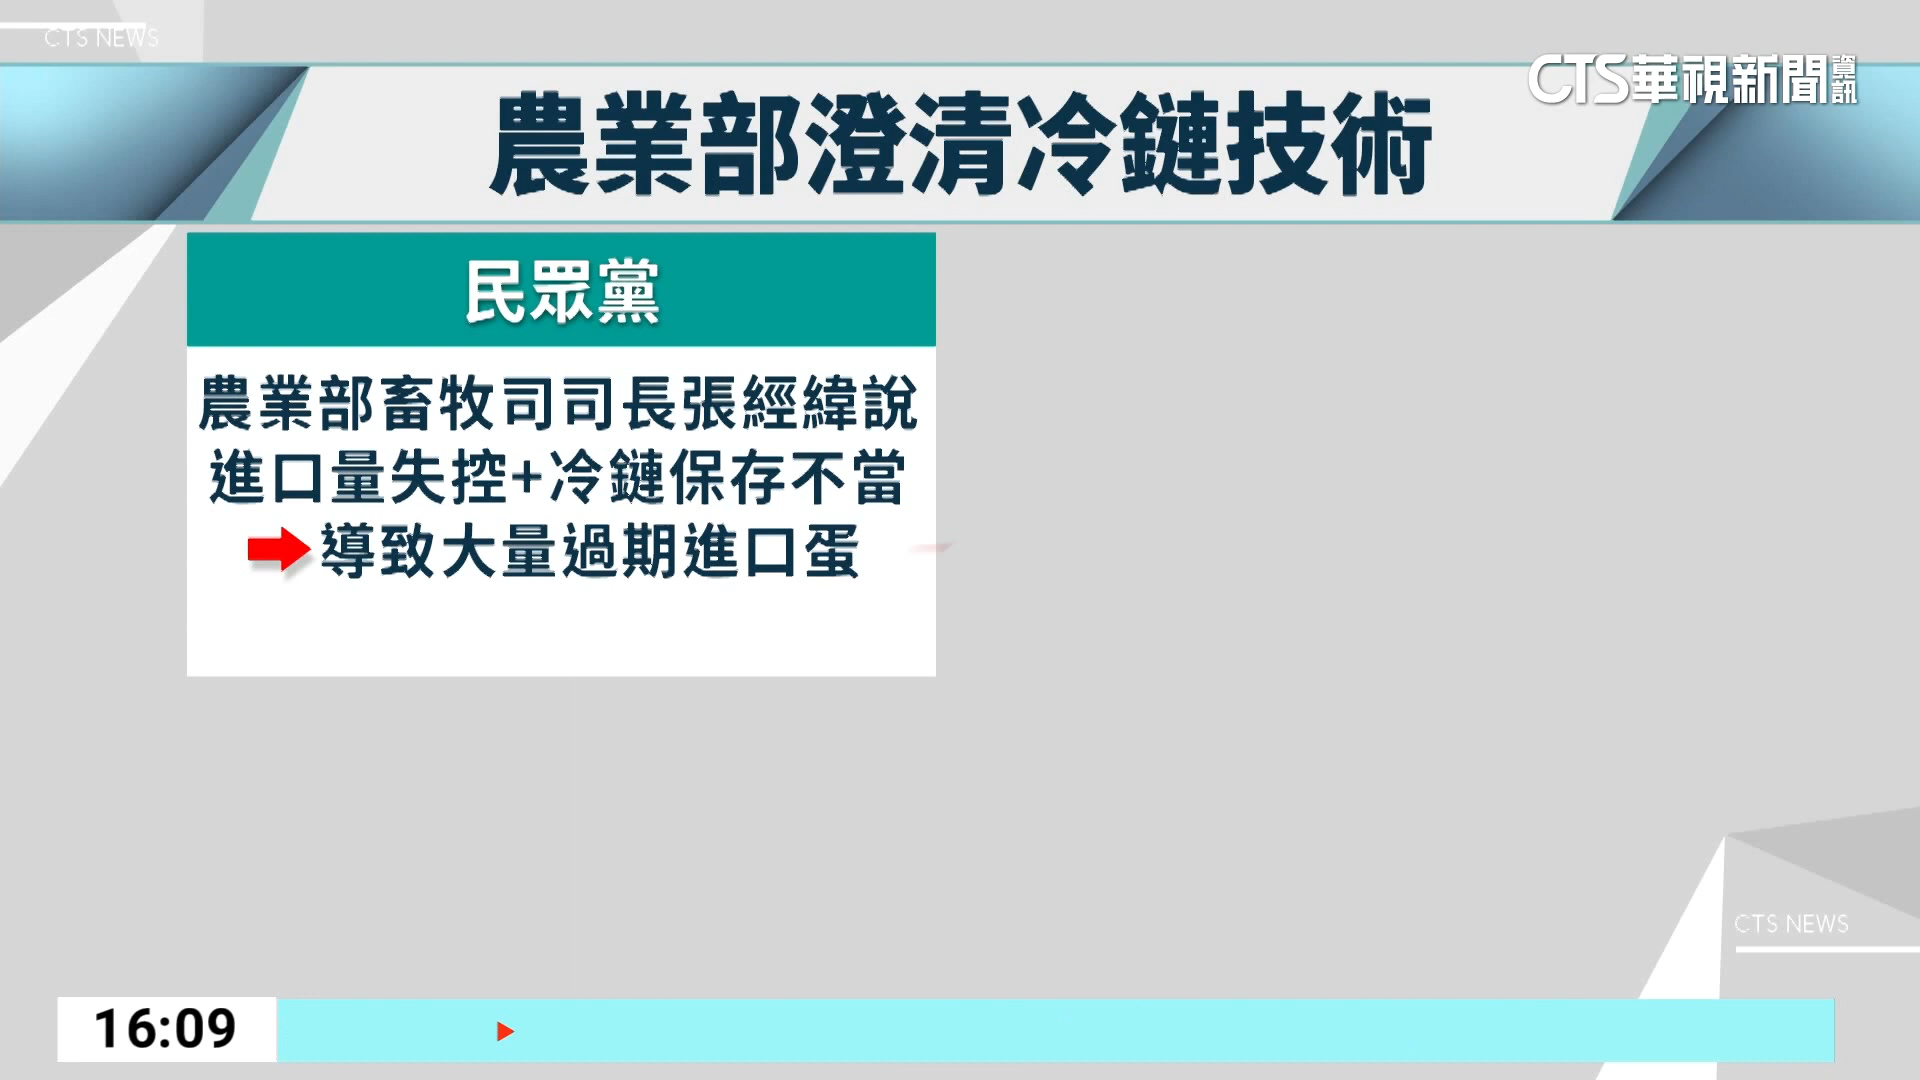 CTS NEWS
CTS華視新聞資訊
農業部澄清冷鏈技術
民眾黨
農業部畜牧司司長張經緯說
進口量失控+冷鏈保存不當
導致大量過期進口蛋
CTS NEWS
16:09